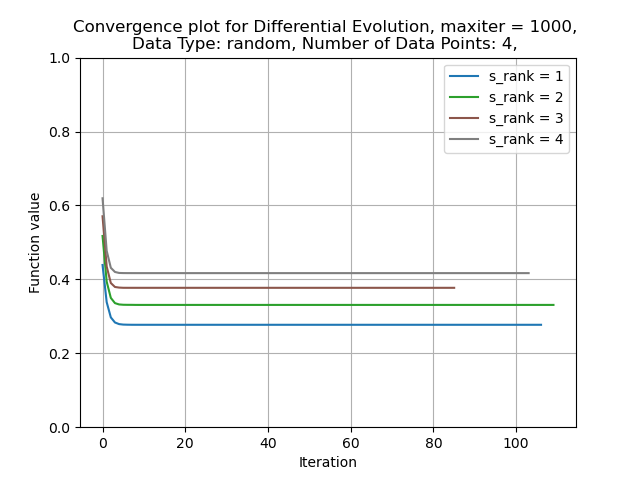 Convergence plot for Differential Evolution, maxiter = 1000,
Data Type: random, Number of Data Points: 4,
1.0
0.8
0.6
0.4
0.2
0.0
Function value
s_rank = 1
s_rank = 2
s_rank = 3
s_rank = 4
0 20 40 60 80 100
Iteration